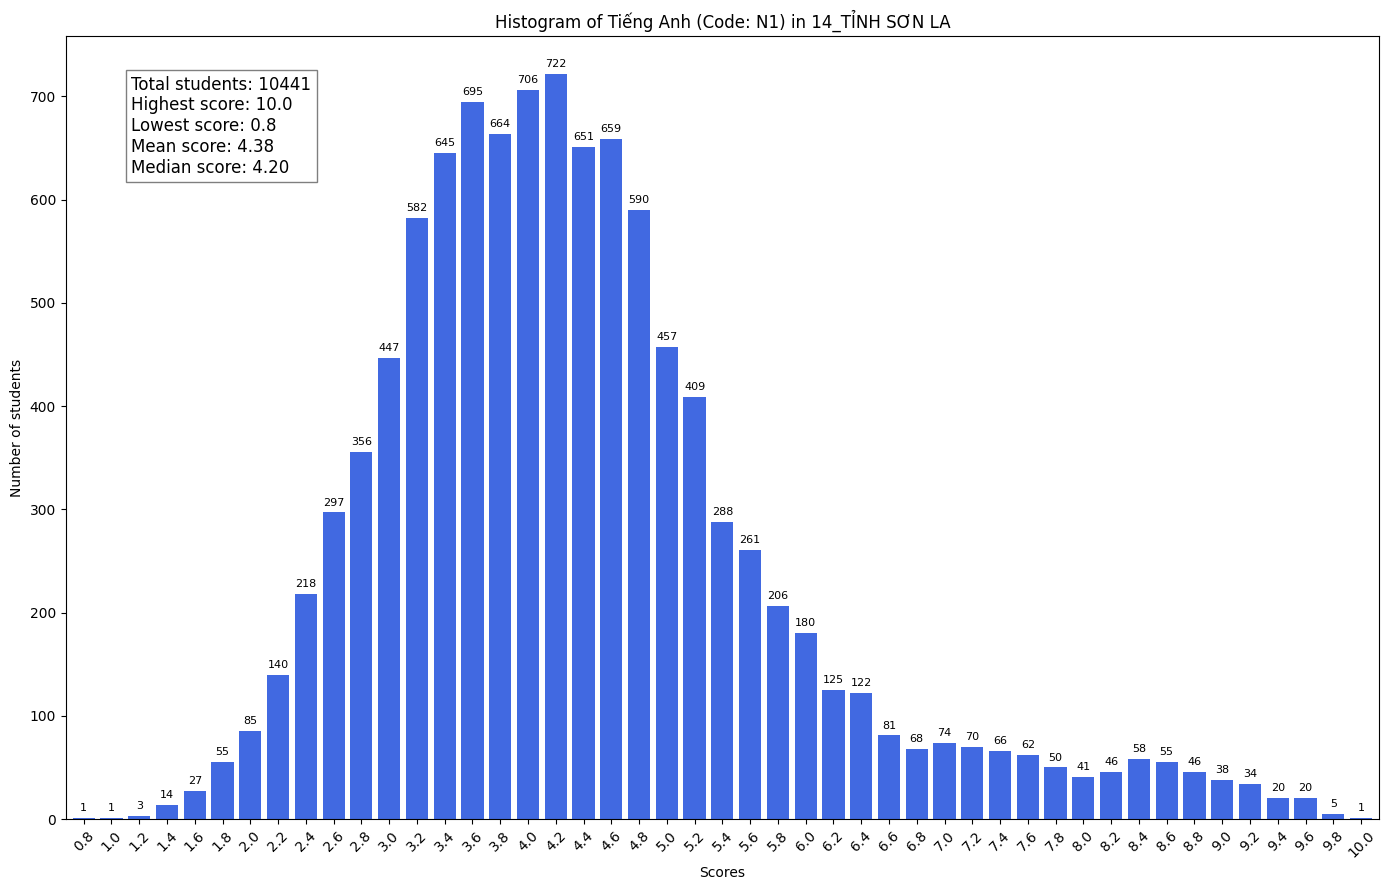 Histogram of Tiếng Anh (Code: N1) in 14_TỈNH SƠN LA
Total students: 10441
Highest score: 10.0
Lowest score: 0.8
Mean score: 4.38
Median score: 4.20
Number of students
700
600
500
400
300
200
100
0
1 1 3 14 27 55 85 140 218 297 356 447 582 645 695 664 706 722 651 659 590 457 409 288 261 206 180 125 122 81 68 74 70 66 62 50 41 46 58 55 46 38 34 20 20 5 1
0.8 1.0 1.2 1.4 1.6 1.8 2.0 2.2 2.4 2.6 2.8 3.0 3.2 3.4 3.6 3.8 4.0 4.2 4.4 4.6 4.8 5.0 5.2 5.4 5.6 5.8 6.0 6.2 6.4 6.6 6.8 7.0 7.2 7.4 7.6 7.8 8.0 8.2 8.4 8.6 8.8 9.0 9.2 9.4 9.6 9.8 10.0
Scores